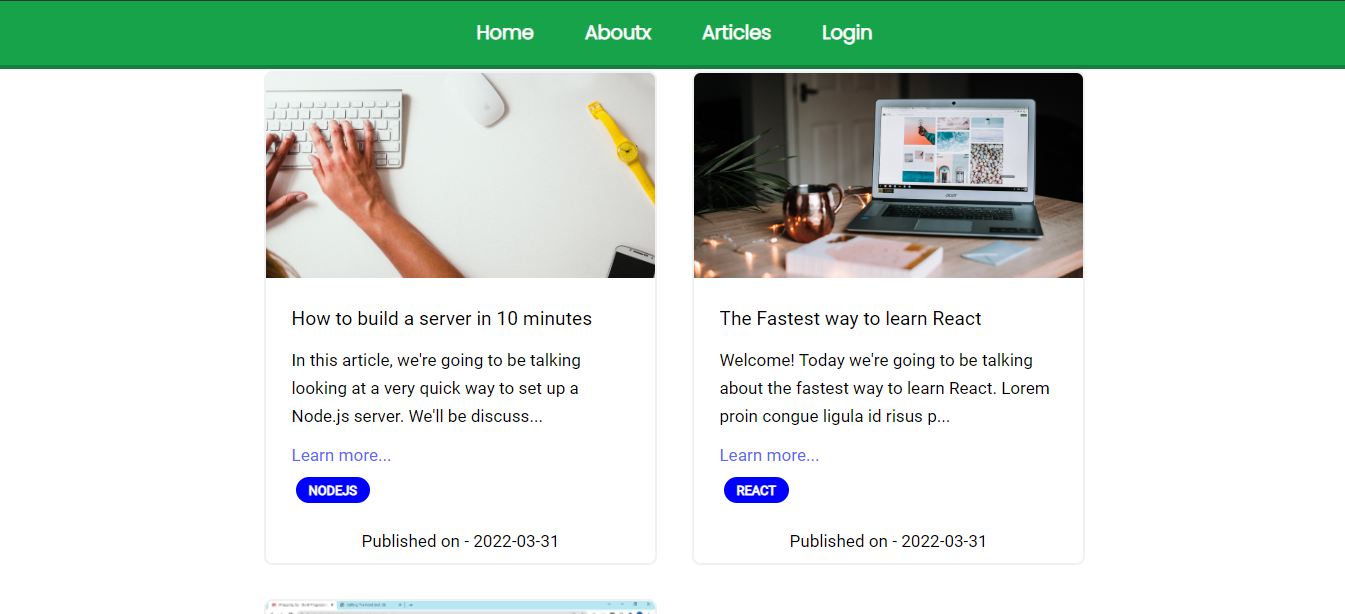 Home Aboutx Articles Login
How to build a server in 10 minutes
In this article, we're going to be talking
looking at a very quick way to set up a
Node.js server. We'll be discuss...
Learn more...
NODEJS
Published on - 2022-03-31
The Fastest way to learn React
Welcome! Today we're going to be talking
about the fastest way to learn React. Lorem
proin congue ligula id risus p...
Learn more...
REACT
Published on - 2022-03-31